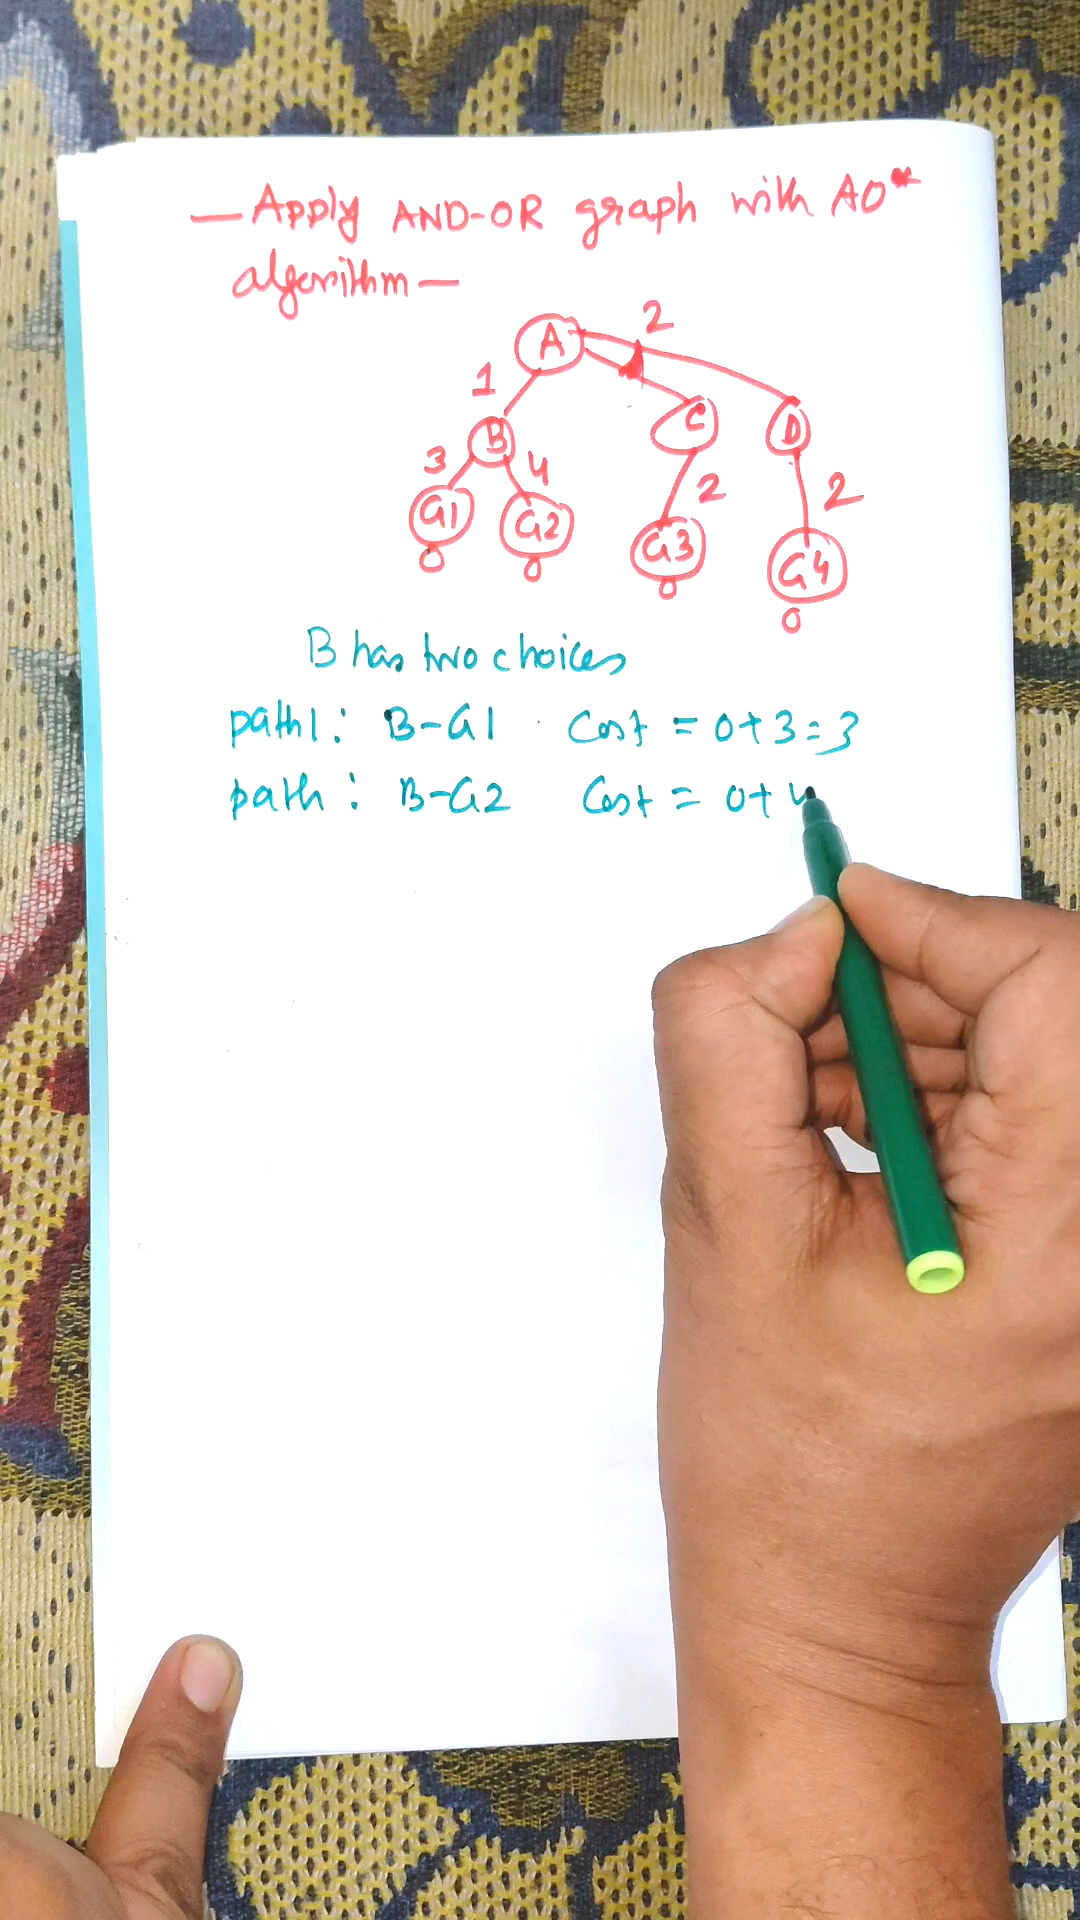 — Apply AND-OR graph with AO*
algorithm —
2
A
1
B
C
D
3
4
2
2
G1
G2
G3
G4
0
0
0
0
B has two choices
path1: B-G1 Cost = 0+3=3
path: B-G2 Cost = 0+4